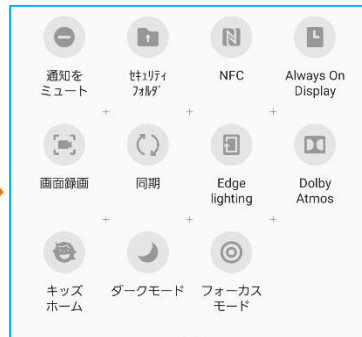 通知を
ミュート
ｾｷｭﾘﾃｨ
ﾌｫﾙﾀﾞ
NFC
Always On
Display
画面録画
同期
Edge
lighting
Dolby
Atmos
キッズ
ホーム
ダークモード
フォーカス
モード